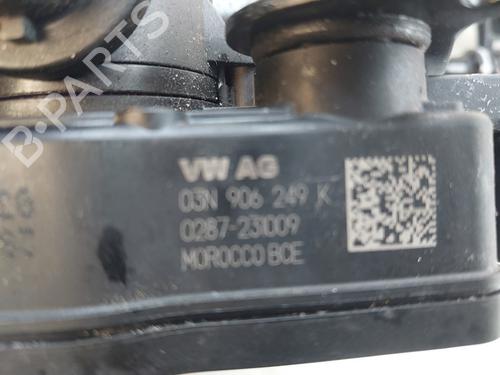 B-PARTS
VW AG
03N 906 249 K
0287-231009
MOROCCO BCE